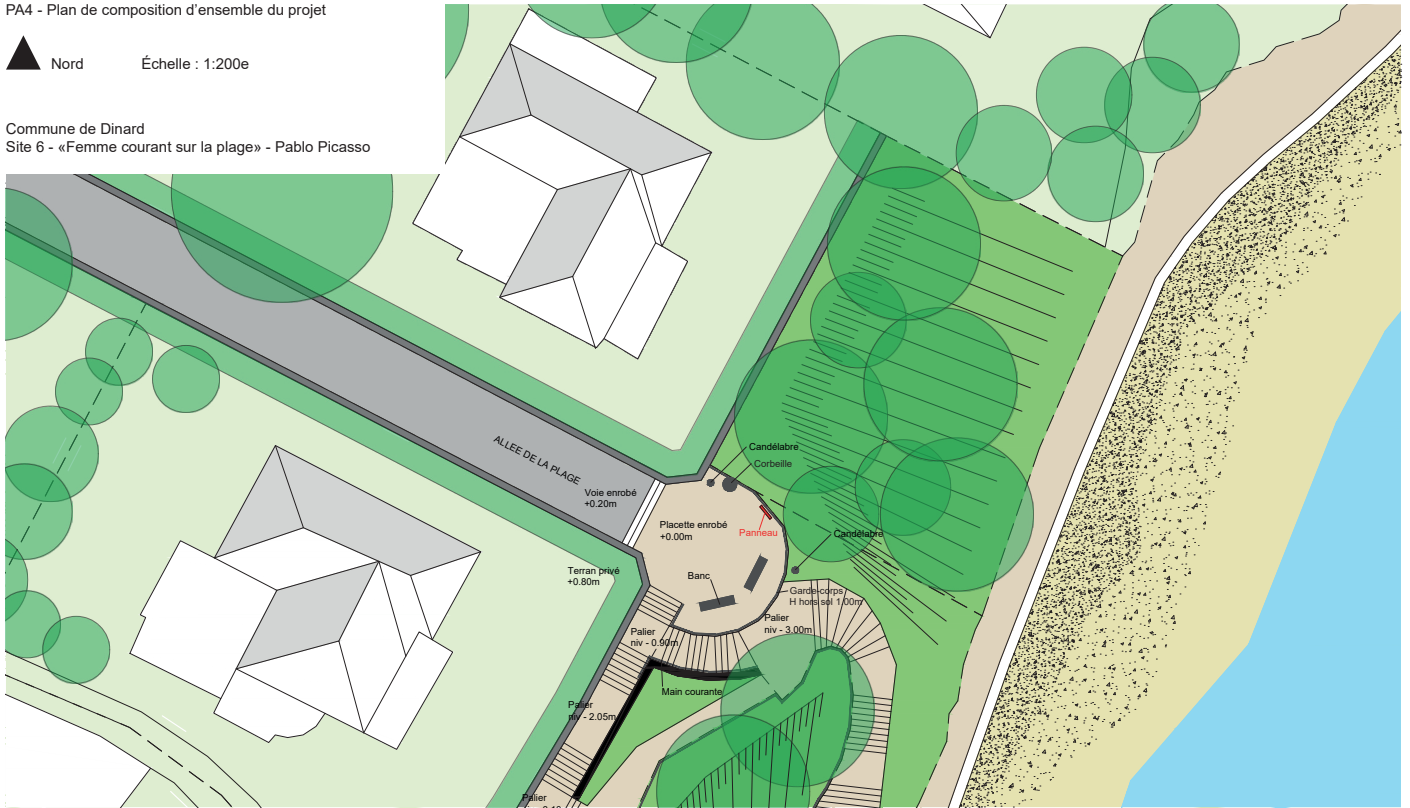 PA4 - Plan de composition d'ensemble du projet
Nord
Échelle : 1:200e
Commune de Dinard
Site 6 - «Femme courant sur la plage» - Pablo Picasso
ALLEE DE LA PLAGE
Candélabre
Corbeille
Voie enrobé
+0.20m
Placette enrobé
+0.00m
Panneau
Candélabre
Terran privé
+0.80m
Banc
Garde-corps
H hors sol 1.00m
Palier
niv - 3.00m
Palier
niv - 0.90m
Main courante
Palier
niv - 2.05m
Palier